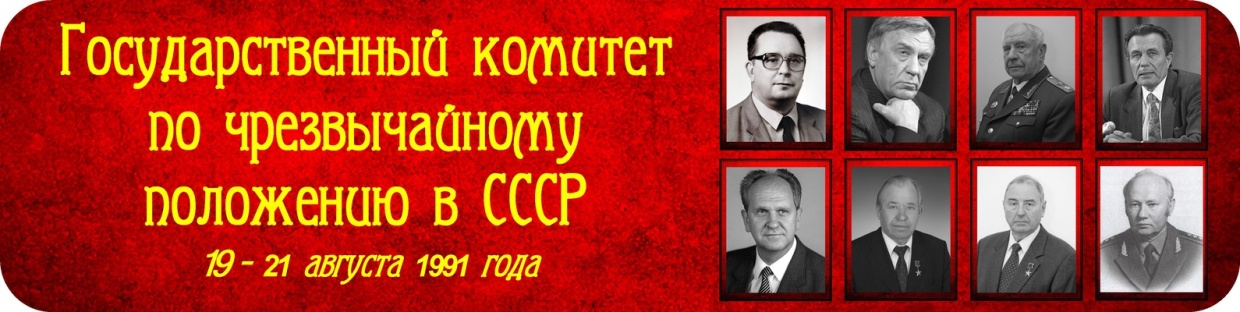 Государственный комитет
по чрезвычайному
положению в СССР
19 - 21 августа 1991 года